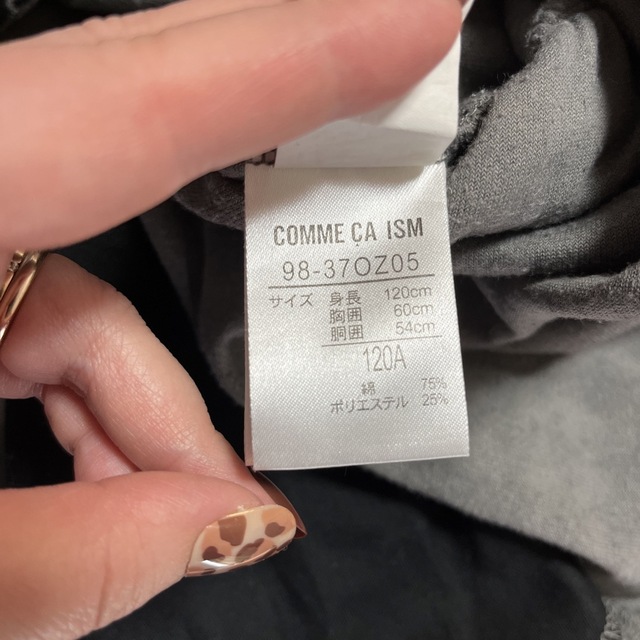 COMME ÇA ISM
98-37OZ05
サイズ 身長 120cm
胸囲 60cm
胴囲 54cm
120A
綿 75%
ポリエステル 25%